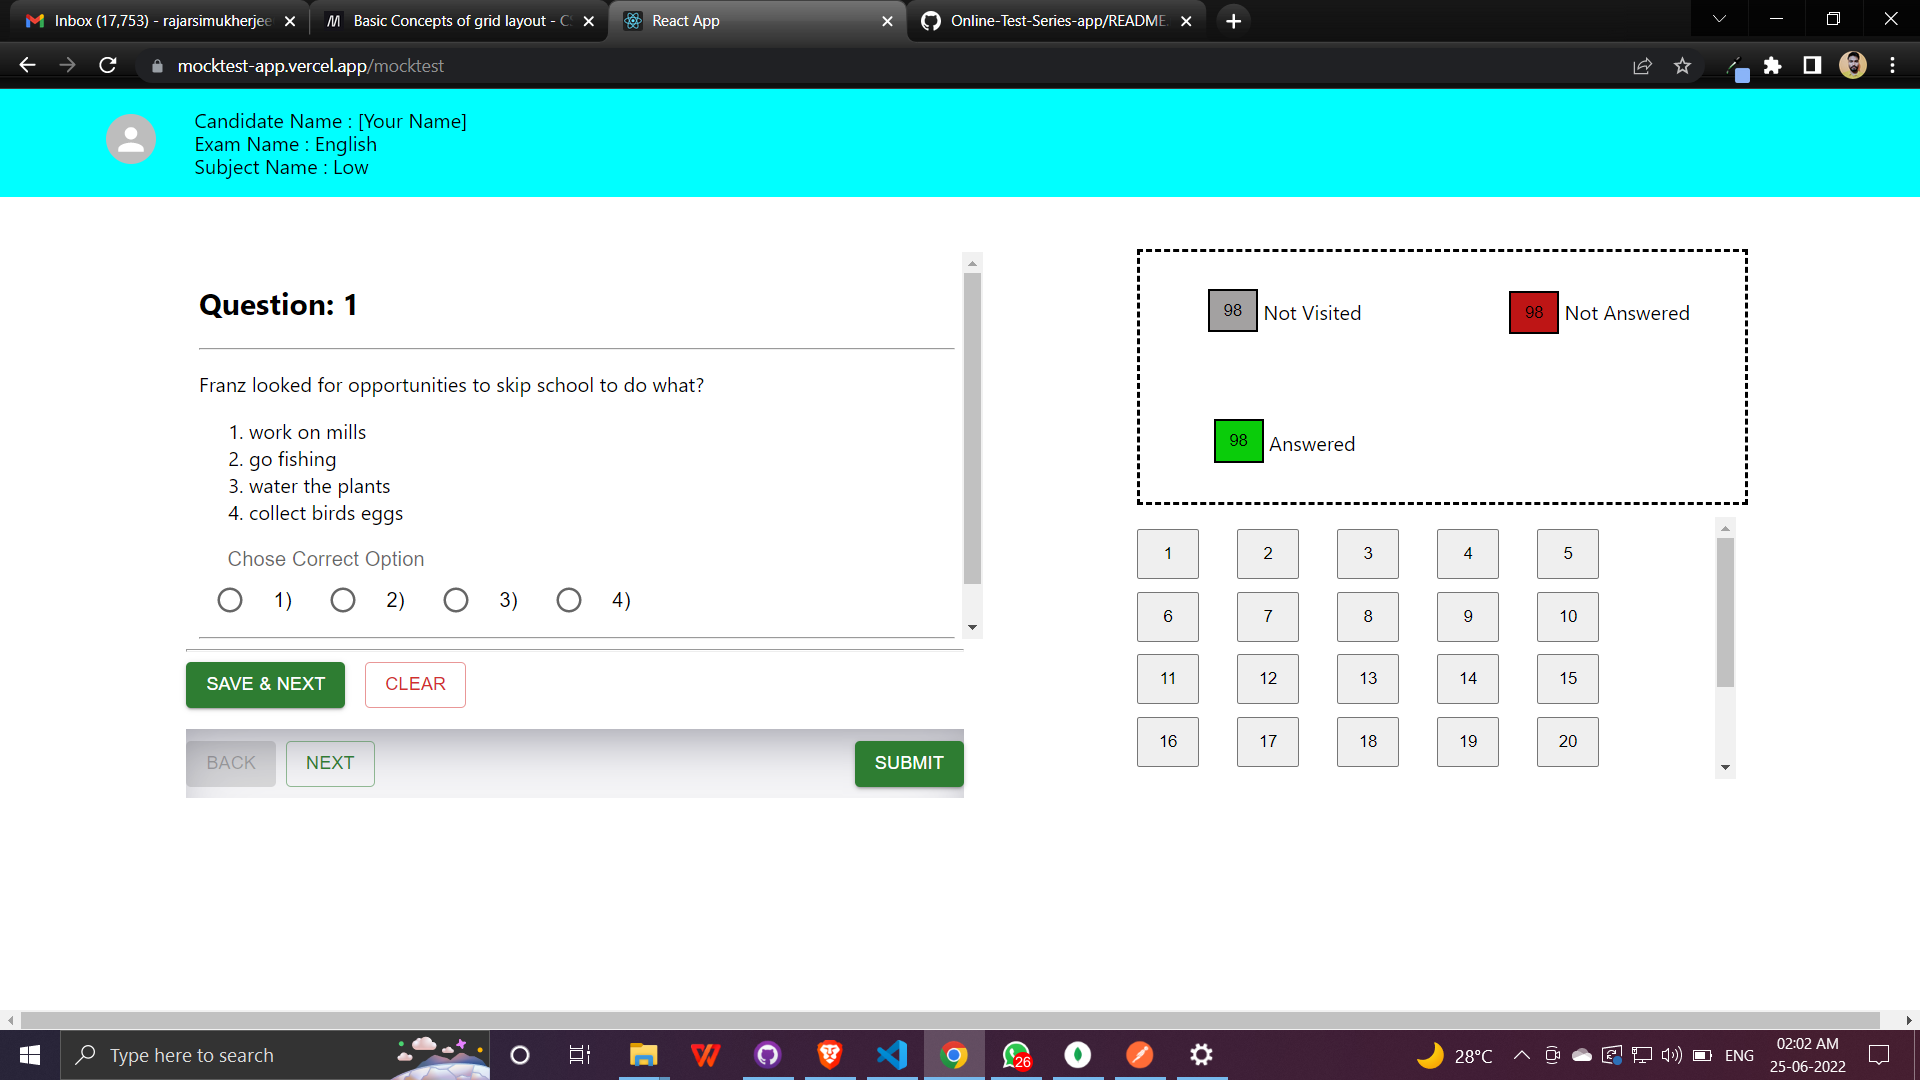 Inbox (17,753) - rajarsimukherjee
Basic Concepts of grid layout - CS
React App
Online-Test-Series-app/README.
mocktest-app.vercel.app/mocktest
Candidate Name : [Your Name]
Exam Name : English
Subject Name : Low
Question: 1
Franz looked for opportunities to skip school to do what?
1. work on mills
2. go fishing
3. water the plants
4. collect birds eggs
Chose Correct Option
1) 2) 3) 4)
SAVE & NEXT CLEAR
BACK NEXT SUBMIT
98 Not Visited 98 Not Answered
98 Answered
1 2 3 4 5
6 7 8 9 10
11 12 13 14 15
16 17 18 19 20
Type here to search
26
28°C
ENG
02:02 AM
25-06-2022